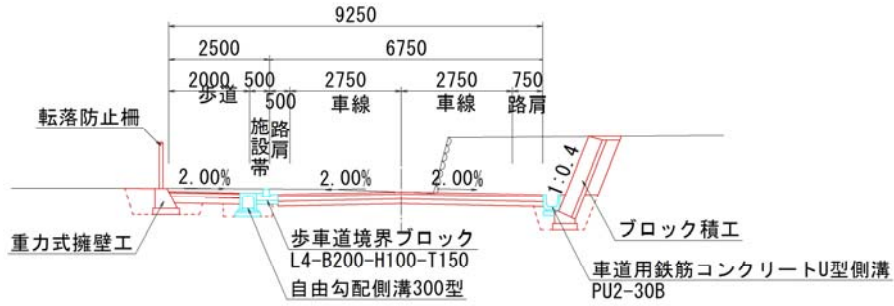 9250
2500
6750
2000
500
2750
2750
750
歩道
500
車線
車線
路肩
施設帯
路肩
転落防止柵
2.00%
2.00%
2.00%
1:0.4
重力式擁壁工
歩車道境界ブロック
L4-B200-H100-T150
自由勾配側溝300型
ブロック積工
車道用鉄筋コンクリートU型側溝
PU2-30B